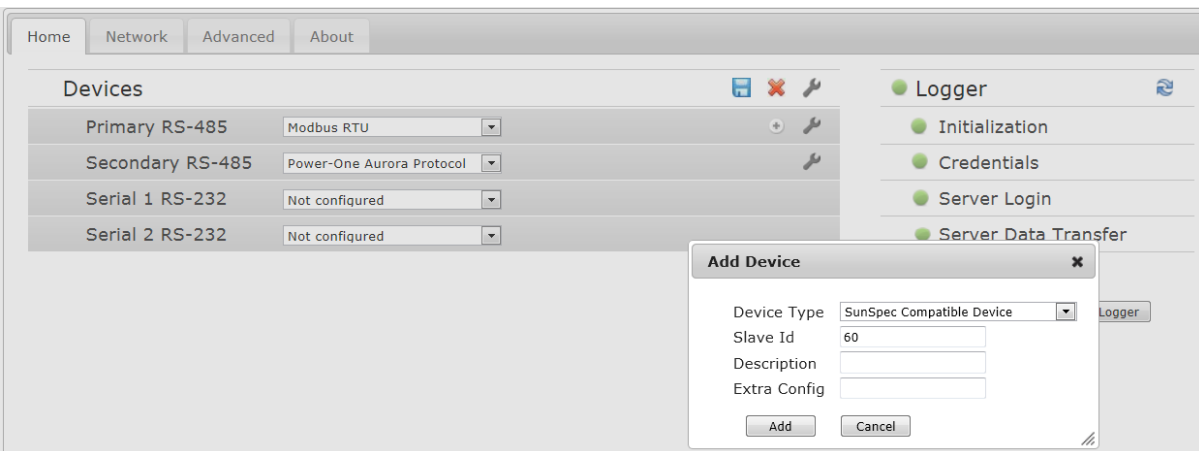 Home Network Advanced About
Devices
Primary RS-485 Modbus RTU
Secondary RS-485 Power-One Aurora Protocol
Serial 1 RS-232 Not configured
Serial 2 RS-232 Not configured
Logger
Initialization
Credentials
Server Login
Server Data Transfer
Logger
Add Device
Device Type SunSpec Compatible Device
Slave Id 60
Description
Extra Config
Add Cancel